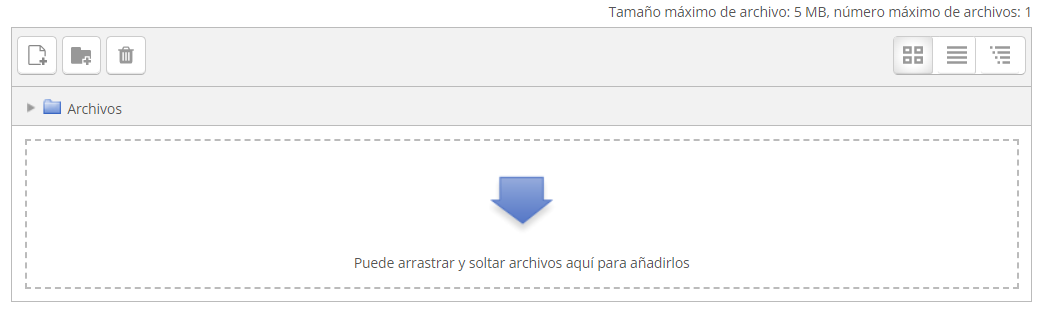 Tamaño máximo de archivo: 5 MB, número máximo de archivos: 1
Archivos
Puede arrastrar y soltar archivos aquí para añadirlos